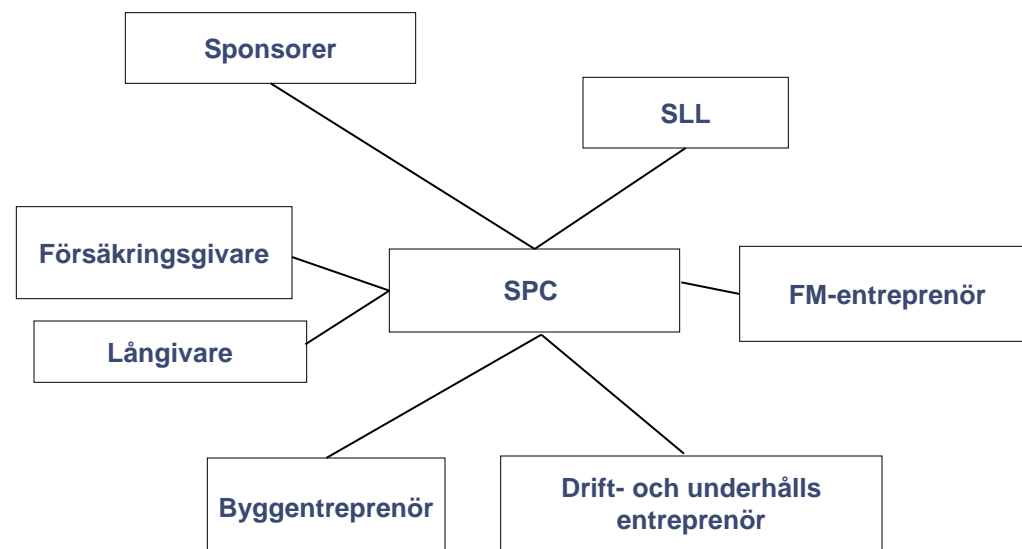 Sponsorer
SLL
Försäkringsgivare
SPC
FM-entreprenör
Långivare
Byggentreprenör
Drift- och underhålls
entreprenör